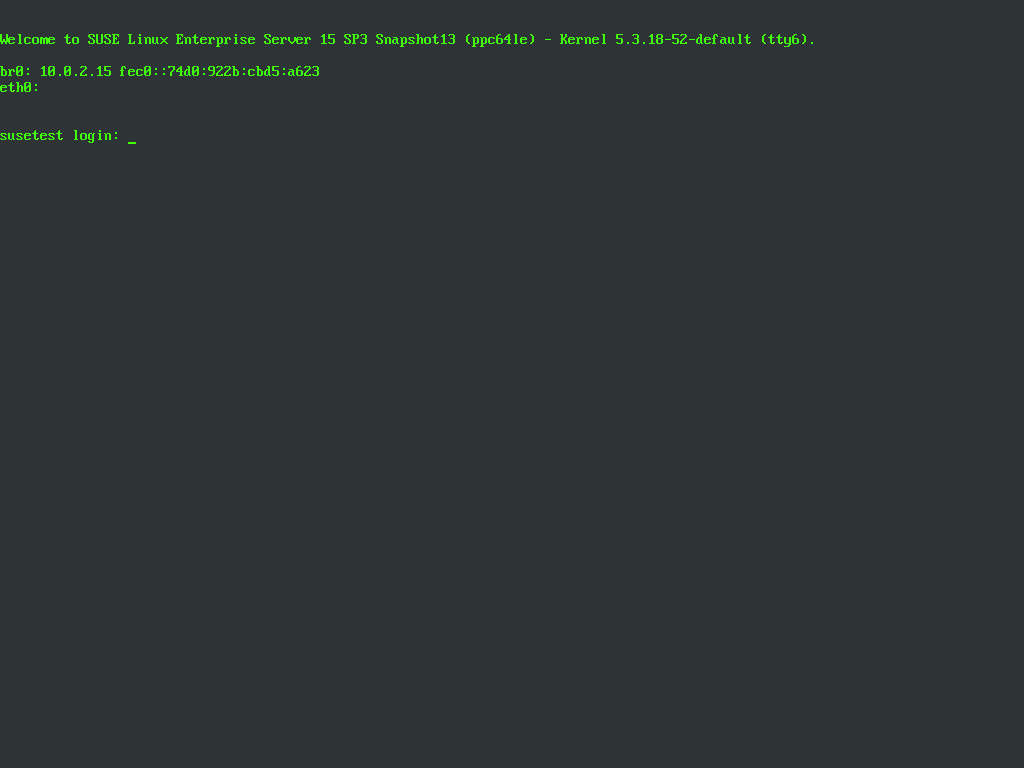 Welcome to SUSE Linux Enterprise Server 15 SP3 Snapshot13 (ppc64le) - Kernel 5.3.18-52-default (tty6).
br0: 10.0.2.15 fec0::74d0:922b:cbd5:a623
eth0:
susetest login: _